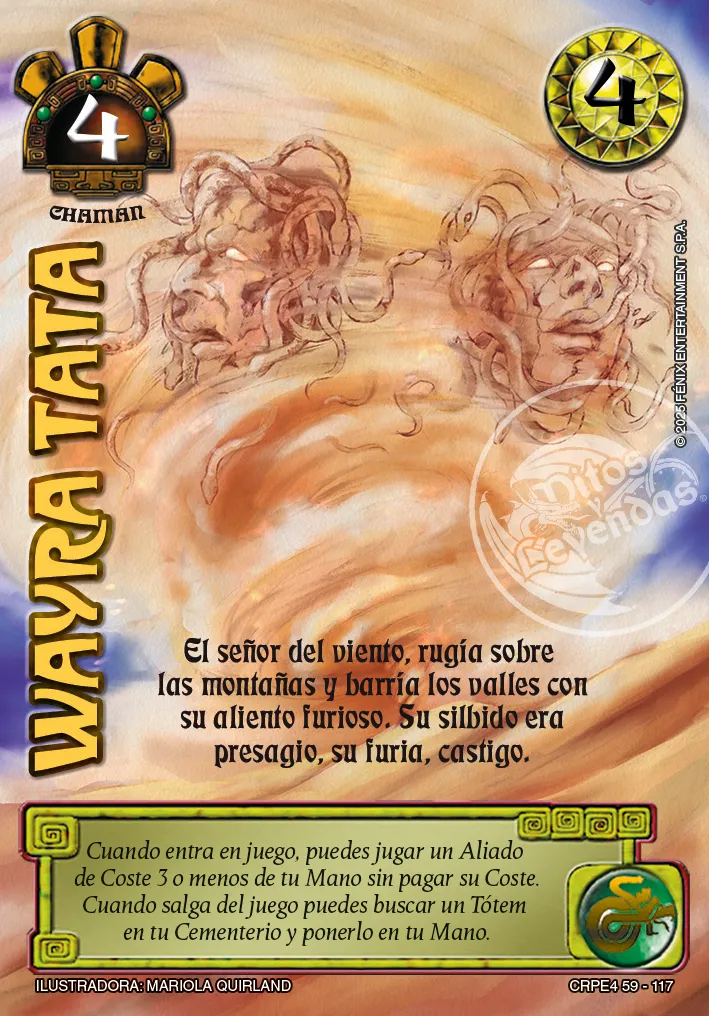 4
4
CHAMAN
WAYRA TATA
© 2025 FÉNIX ENTERTAINMENT S.P.A.
Mitos
y
Leyendas®
El señor del viento, rugía sobre
las montañas y barría los valles con
su aliento furioso. Su silbido era
presagio, su furia, castigo.
Cuando entra en juego, puedes jugar un Aliado
de Coste 3 o menos de tu Mano sin pagar su Coste.
Cuando salga del juego puedes buscar un Tótem
en tu Cementerio y ponerlo en tu Mano.
ILUSTRADORA: MARIOLA QUIRLAND
CRPE4 59 - 117